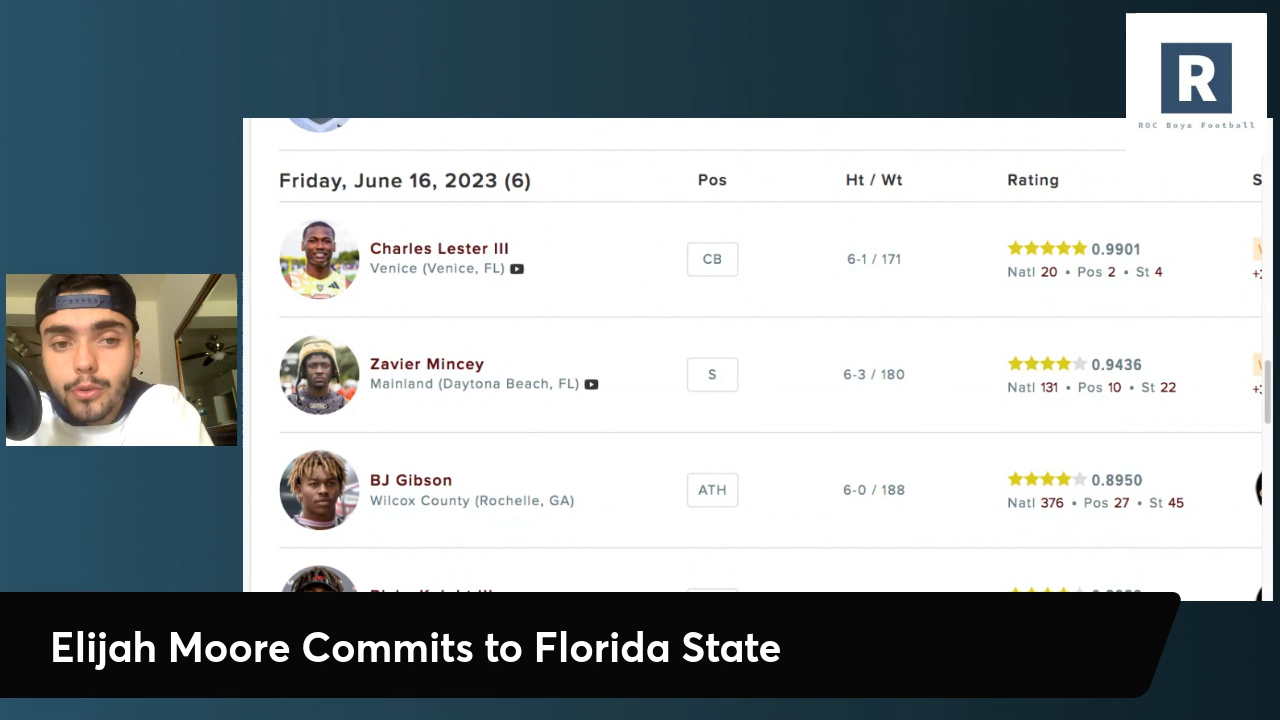 R
ROC Boys Football
Friday, June 16, 2023 (6) Pos Ht / Wt Rating S
Charles Lester III
Venice (Venice, FL)
CB
6-1 / 171
0.9901
Natl 20 • Pos 2 • St 4
Zavier Mincey
Mainland (Daytona Beach, FL)
S
6-3 / 180
0.9436
Natl 131 • Pos 10 • St 22
BJ Gibson
Wilcox County (Rochelle, GA)
ATH
6-0 / 188
0.8950
Natl 376 • Pos 27 • St 45
Elijah Moore Commits to Florida State